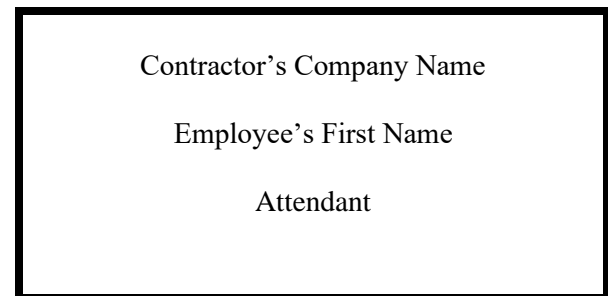 Contractor’s Company Name
Employee’s First Name
Attendant